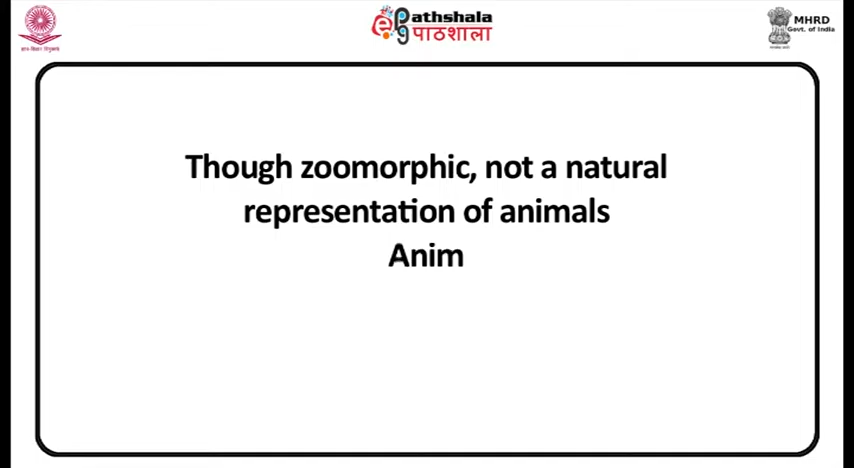 ePathshala
पाठशाला
MHRD
Govt. of India
Though zoomorphic, not a natural
representation of animals
Anim